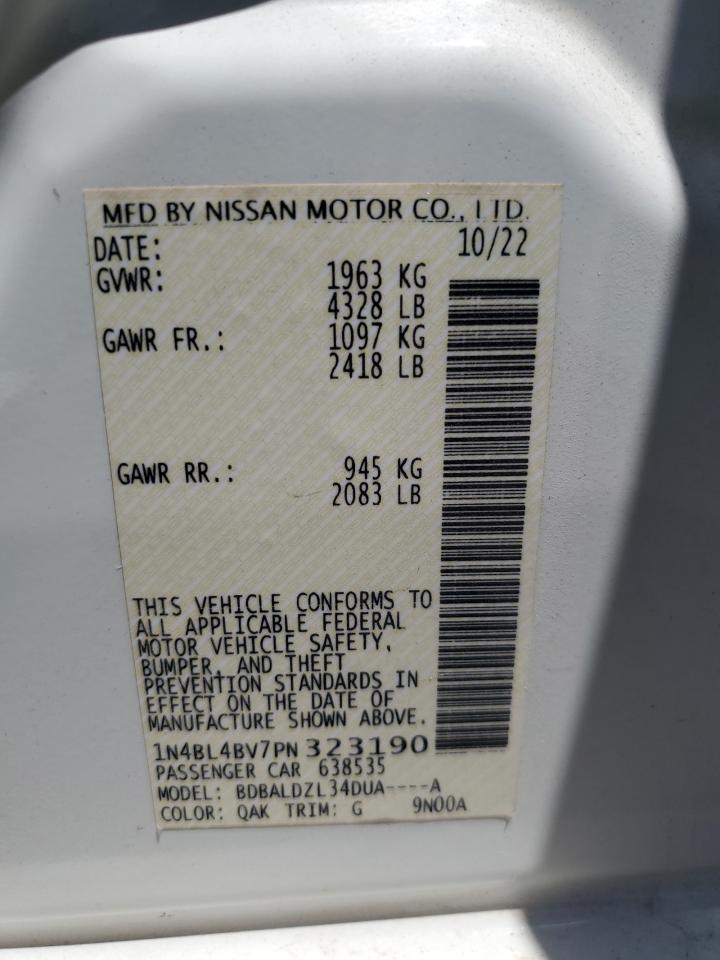 MFD BY NISSAN MOTOR CO., LTD.
DATE: 10/22
GVWR: 1963 KG
4328 LB
GAWR FR.: 1097 KG
2418 LB
GAWR RR.: 945 KG
2083 LB
THIS VEHICLE CONFORMS TO
ALL APPLICABLE FEDERAL
MOTOR VEHICLE SAFETY,
BUMPER, AND THEFT
PREVENTION STANDARDS IN
EFFECT ON THE DATE OF
MANUFACTURE SHOWN ABOVE.
1N4BL4BV7PN323190
PASSENGER CAR 638535
MODEL: BDBALDZL34DUA----A
COLOR: QAK TRIM: G 9N00A